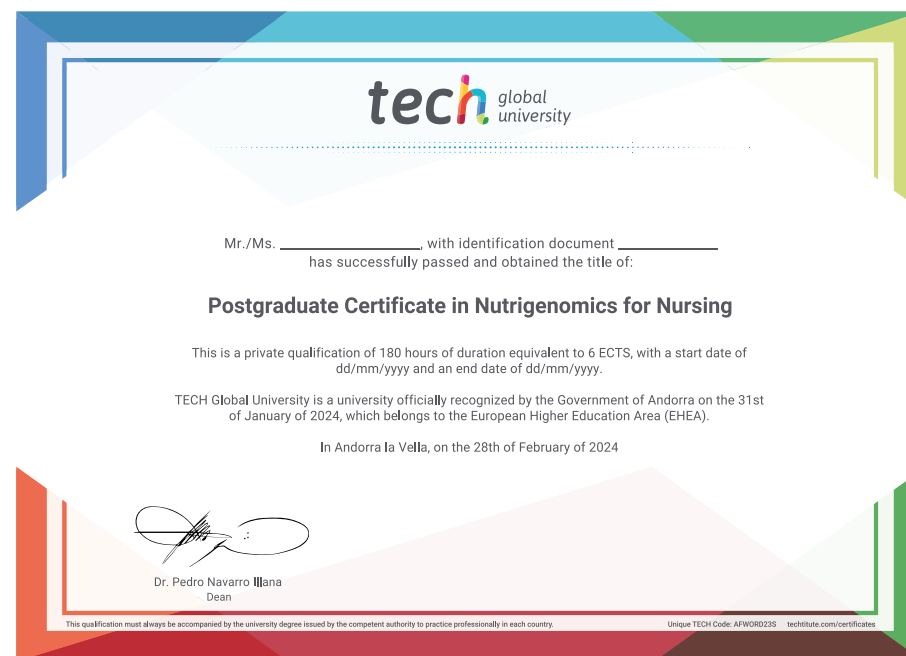 tech global university
Mr./Ms. ____________________, with identification document ______________
has successfully passed and obtained the title of:
Postgraduate Certificate in Nutrigenomics for Nursing
This is a private qualification of 180 hours of duration equivalent to 6 ECTS, with a start date of
dd/mm/yyyy and an end date of dd/mm/yyyy.
TECH Global University is a university officially recognized by the Government of Andorra on the 31st
of January of 2024, which belongs to the European Higher Education Area (EHEA).
In Andorra la Vella, on the 28th of February of 2024
Dr. Pedro Navarro Illana
Dean
This qualification must always be accompanied by the university degree issued by the competent authority to practice professionally in each country.
Unique TECH Code: AFWORD23S techtitute.com/certificates